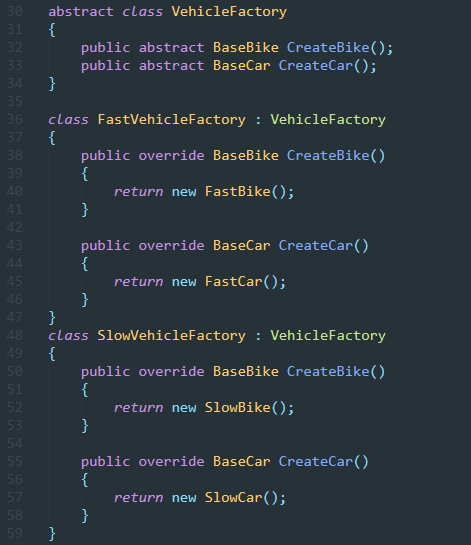 30 abstract class VehicleFactory
31 {
32     public abstract BaseBike CreateBike();
33     public abstract BaseCar CreateCar();
34 }
35
36 class FastVehicleFactory : VehicleFactory
37 {
38     public override BaseBike CreateBike()
39     {
40         return new FastBike();
41     }
42
43     public override BaseCar CreateCar()
44     {
45         return new FastCar();
46     }
47 }
48 class SlowVehicleFactory : VehicleFactory
49 {
50     public override BaseBike CreateBike()
51     {
52         return new SlowBike();
53     }
54
55     public override BaseCar CreateCar()
56     {
57         return new SlowCar();
58     }
59 }